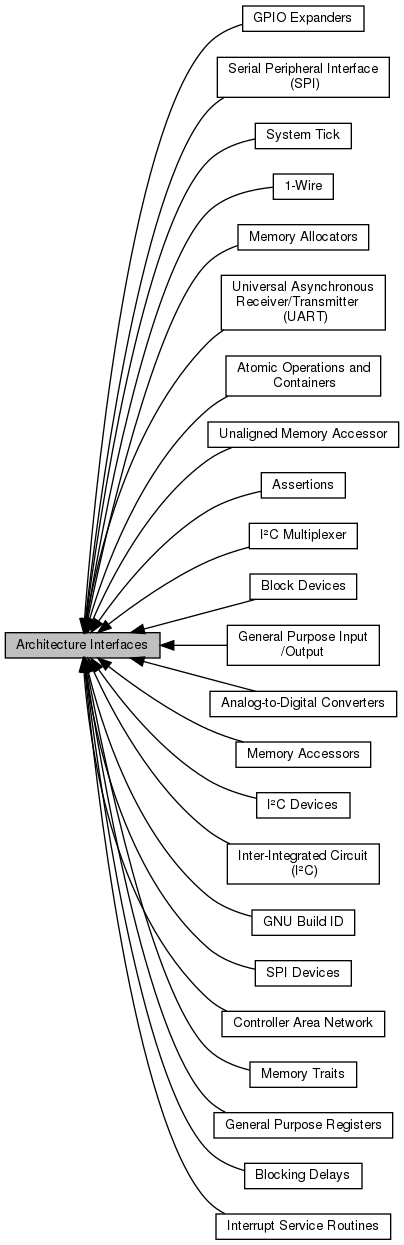 GPIO Expanders
Serial Peripheral Interface
(SPI)
System Tick
1-Wire
Memory Allocators
Universal Asynchronous
Receiver/Transmitter
(UART)
Atomic Operations and
Containers
Unaligned Memory Accessor
Assertions
I²C Multiplexer
Block Devices
Architecture Interfaces
General Purpose Input
/Output
Analog-to-Digital Converters
Memory Accessors
I²C Devices
Inter-Integrated Circuit
(I²C)
GNU Build ID
SPI Devices
Controller Area Network
Memory Traits
General Purpose Registers
Blocking Delays
Interrupt Service Routines